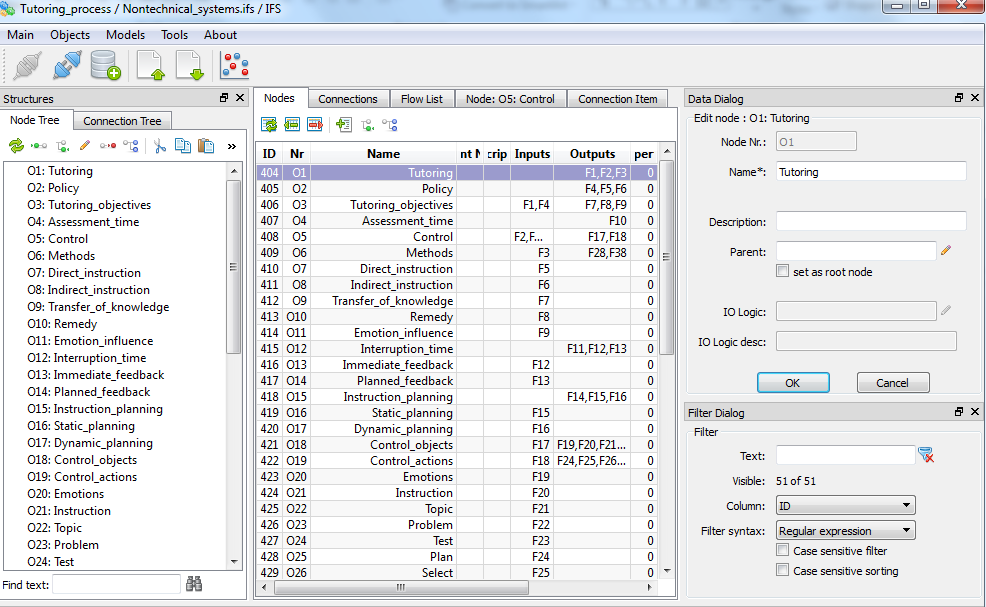 Tutoring_process / Nontechnical_systems.ifs / IFS
Main Objects Models Tools About
Structures
Node Tree Connection Tree
»
O1: Tutoring
O2: Policy
O3: Tutoring_objectives
O4: Assessment_time
O5: Control
O6: Methods
O7: Direct_instruction
O8: Indirect_instruction
O9: Transfer_of_knowledge
O10: Remedy
O11: Emotion_influence
O12: Interruption_time
O13: Immediate_feedback
O14: Planned_feedback
O15: Instruction_planning
O16: Static_planning
O17: Dynamic_planning
O18: Control_objects
O19: Control_actions
O20: Emotions
O21: Instruction
O22: Topic
O23: Problem
O24: Test
Find text:
Nodes Connections Flow List Node: O5: Control Connection Item
ID Nr Name nt N crip Inputs Outputs per
404 O1 Tutoring F1,F2,F3 0
405 O2 Policy F4,F5,F6 0
406 O3 Tutoring_objectives F1,F4 F7,F8,F9 0
407 O4 Assessment_time F10 0
408 O5 Control F2,F... F17,F18 0
409 O6 Methods F3 F28,F38 0
410 O7 Direct_instruction F5 0
411 O8 Indirect_instruction F6 0
412 O9 Transfer_of_knowledge F7 0
413 O10 Remedy F8 0
414 O11 Emotion_influence F9 0
415 O12 Interruption_time F11,F12,F13 0
416 O13 Immediate_feedback F12 0
417 O14 Planned_feedback F13 0
418 O15 Instruction_planning F14,F15,F16 0
419 O16 Static_planning F15 0
420 O17 Dynamic_planning F16 0
421 O18 Control_objects F17 F19,F20,F21... 0
422 O19 Control_actions F18 F24,F25,F26... 0
423 O20 Emotions F19 0
424 O21 Instruction F20 0
425 O22 Topic F21 0
426 O23 Problem F22 0
427 O24 Test F23 0
428 O25 Plan F24 0
429 O26 Select F25 0
Data Dialog
Edit node : O1: Tutoring
Node Nr.: O1
Name*: Tutoring
Description:
Parent:
set as root node
IO Logic:
IO Logic desc:
OK Cancel
Filter Dialog
Filter
Text:
Visible: 51 of 51
Column: ID
Filter syntax: Regular expression
Case sensitive filter
Case sensitive sorting